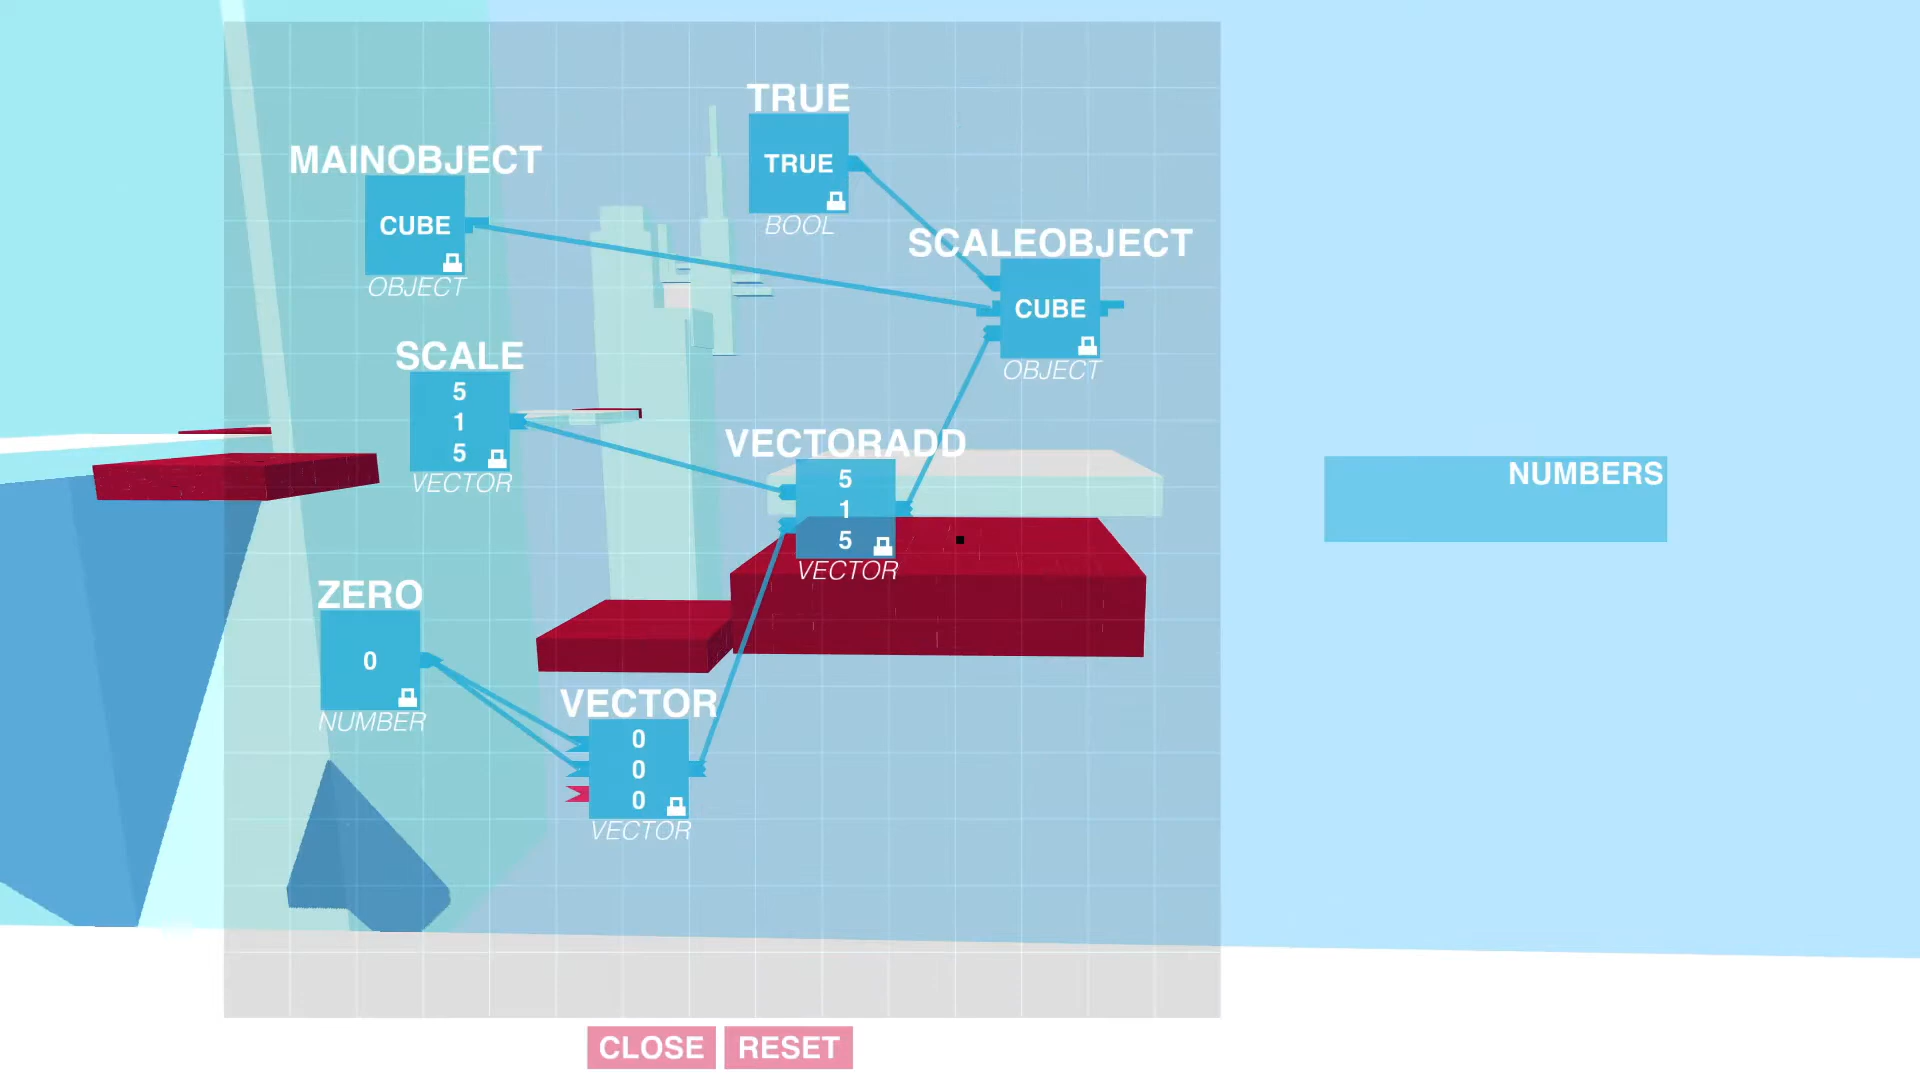 TRUE
TRUE
BOOL
MAINOBJECT
CUBE
OBJECT
SCALEOBJECT
CUBE
OBJECT
SCALE
5
1
5
VECTOR
VECTORADD
5
1
5
VECTOR
NUMBERS
ZERO
0
NUMBER
VECTOR
0
0
0
VECTOR
CLOSE
RESET